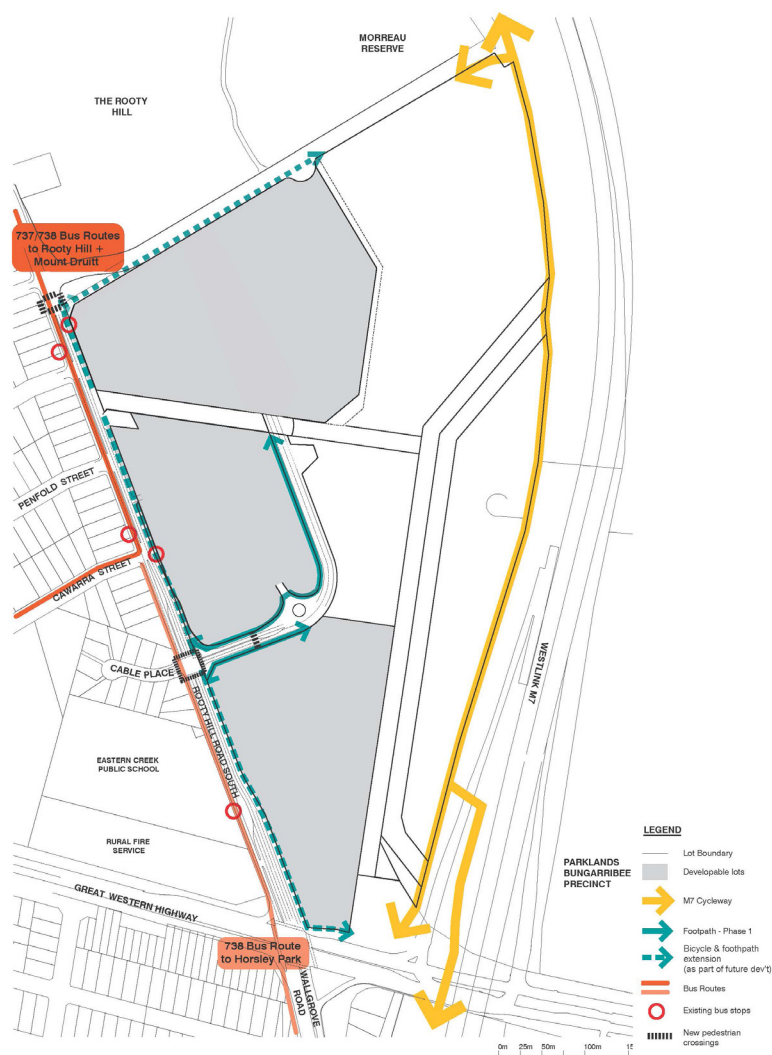 MORREAU
RESERVE
THE ROOTY
HILL
737/738 Bus Routes
to Rooty Hill +
Mount Druitt
PENFOLD STREET
CAWARRA STREET
CABLE PLACE
ROOTY HILL ROAD SOUTH
WESTLINK M7
EASTERN CREEK
PUBLIC SCHOOL
RURAL FIRE
SERVICE
GREAT WESTERN HIGHWAY
738 Bus Route
to Horsley Park
WALLGROVE
ROAD
PARKLANDS
BUNGARRIBEE
PRECINCT
LEGEND
Lot Boundary
Developable lots
M7 Cycleway
Footpath - Phase 1
Bicycle & footpath
extension
(as part of future dev't)
Bus Routes
Existing bus stops
New pedestrian
crossings
0m 25m 50m 100m 15